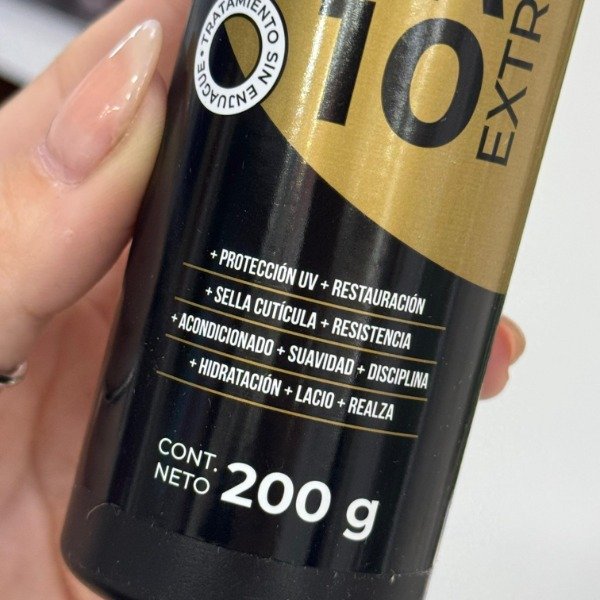 • TRATAMIENTO SIN ENJUAGUE
10
EXTR
+ PROTECCIÓN UV + RESTAURACIÓN
+ SELLA CUTÍCULA + RESISTENCIA
+ ACONDICIONADO + SUAVIDAD + DISCIPLINA
+ HIDRATACIÓN + LACIO + REALZA
CONT.
NETO 200 g